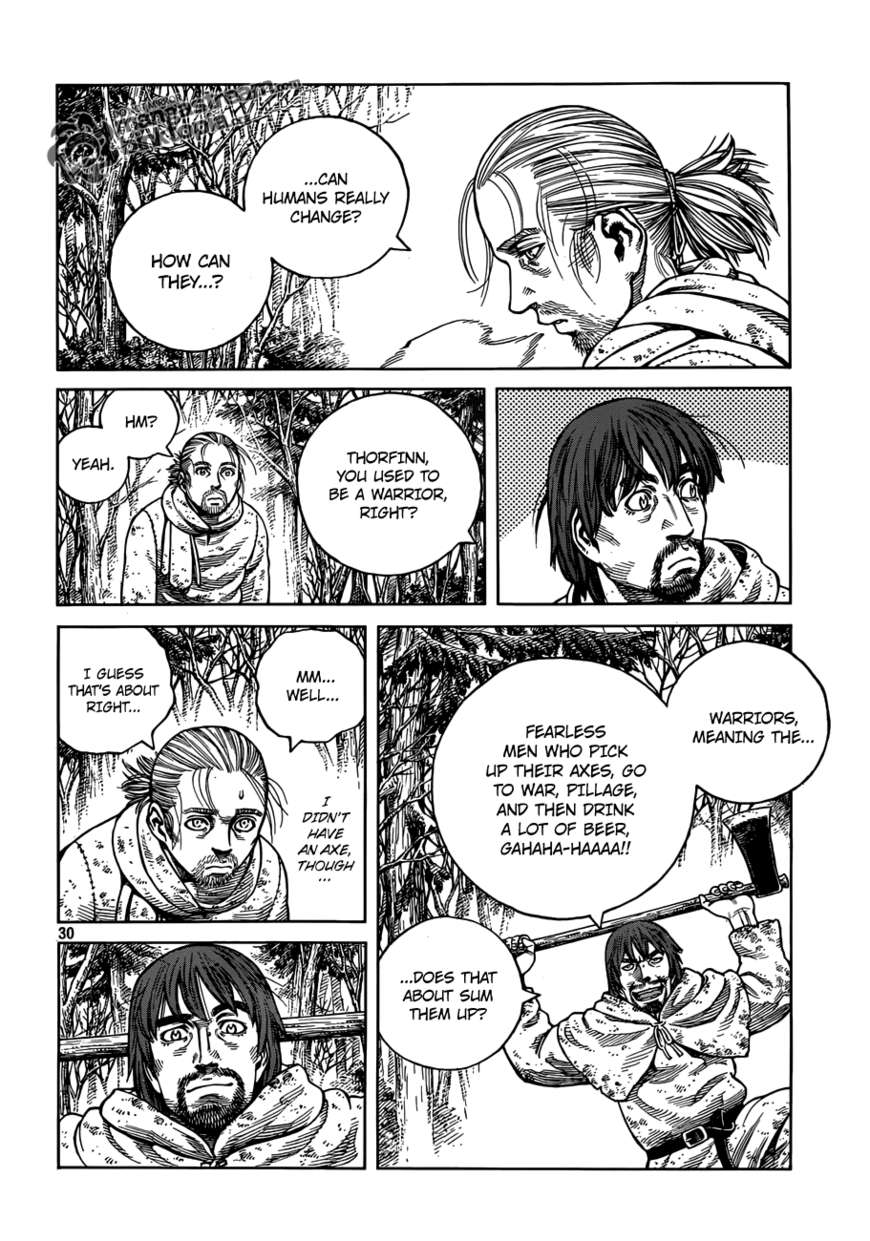 ...CAN
HUMANS REALLY
CHANGE?
HOW CAN
THEY...?
THORFINN,
YOU USED TO
BE A WARRIOR,
RIGHT?
HM?
YEAH.
WARRIORS,
MEANING THE...
FEARLESS
MEN WHO PICK
UP THEIR AXES, GO
TO WAR, PILLAGE,
AND THEN DRINK
A LOT OF BEER,
GAHAHA-HAAAA!!
...DOES THAT
ABOUT SUM
THEM UP?
MM...
WELL...
I GUESS
THAT'S ABOUT
RIGHT...
I
DIDN'T
HAVE
AN AXE,
THOUGH
...
30